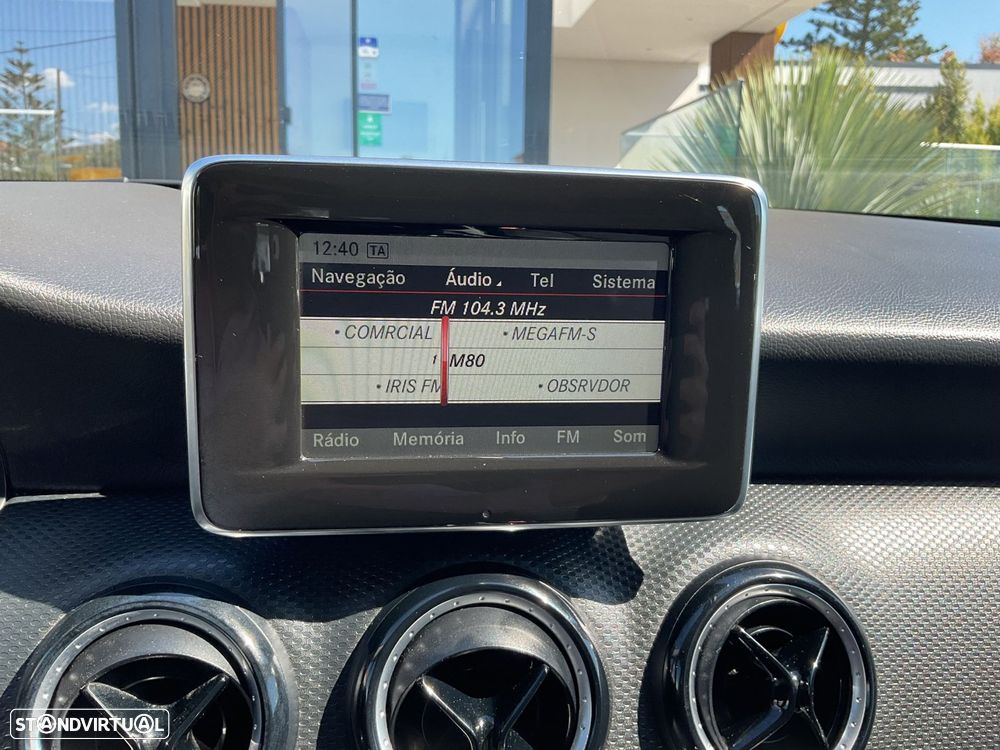 12:40 TA
Navegação Áudio Tel Sistema
FM 104.3 MHz
• COMRCIAL • MEGAFM-S
M80
• IRIS FM • OBSRVDOR
Rádio Memória Info FM Som
STANDVIRTUAL